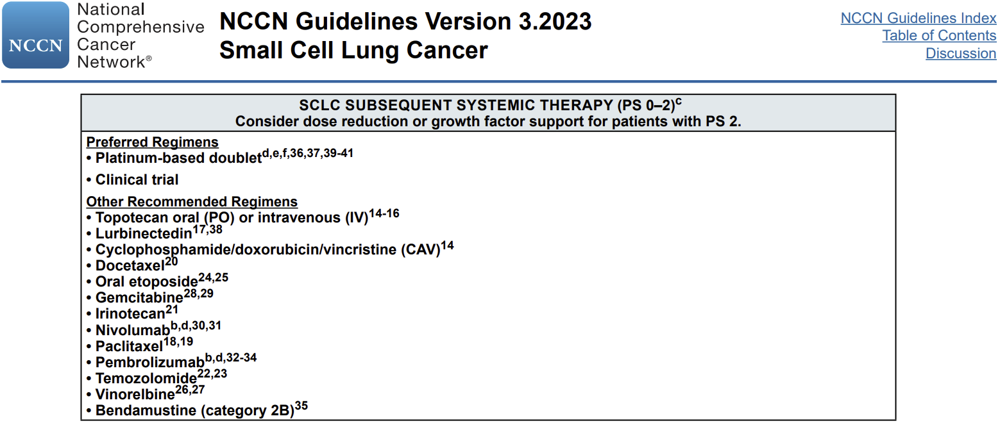 NCCN
National
Comprehensive
Cancer
Network®
NCCN Guidelines Version 3.2023
Small Cell Lung Cancer
NCCN Guidelines Index
Table of Contents
Discussion
SCLC SUBSEQUENT SYSTEMIC THERAPY (PS 0–2)c
Consider dose reduction or growth factor support for patients with PS 2.
Preferred Regimens
• Platinum-based doubletd,e,f,36,37,39-41
• Clinical trial
Other Recommended Regimens
• Topotecan oral (PO) or intravenous (IV)14-16
• Lurbinectedin17,38
• Cyclophosphamide/doxorubicin/vincristine (CAV)14
• Docetaxel20
• Oral etoposide24,25
• Gemcitabine28,29
• Irinotecan21
• Nivolumabb,d,30,31
• Paclitaxel18,19
• Pembrolizumabb,d,32-34
• Temozolomide22,23
• Vinorelbine26,27
• Bendamustine (category 2B)35